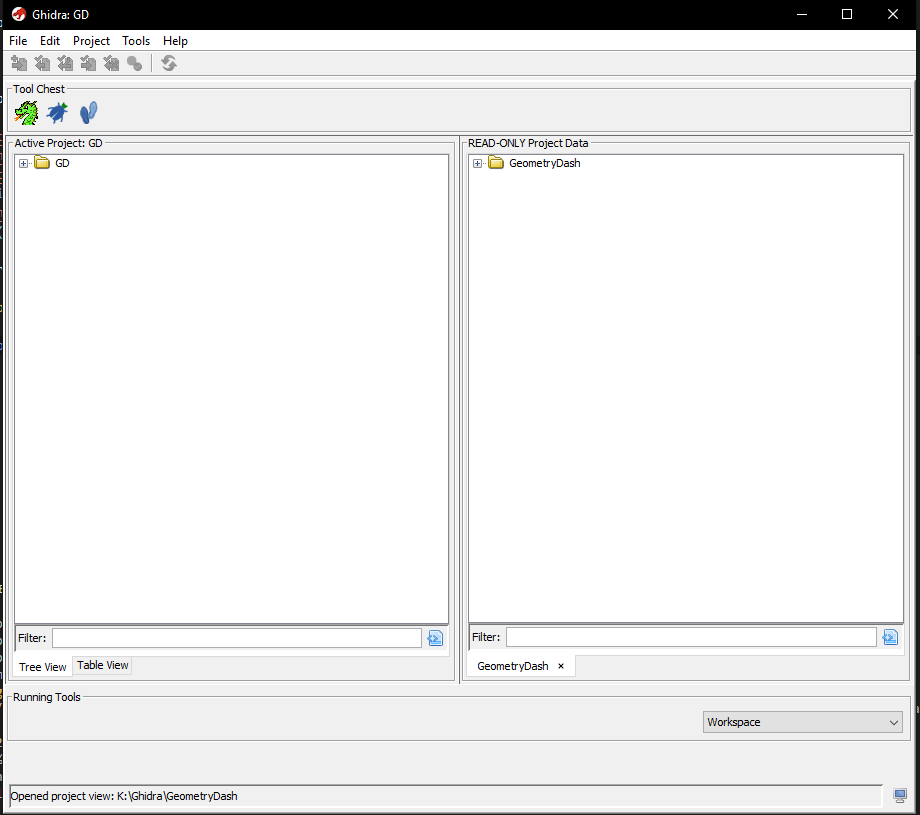 Ghidra: GD
File Edit Project Tools Help
Tool Chest
Active Project: GD
GD
READ-ONLY Project Data
GeometryDash
Filter:
Tree View Table View
Filter:
GeometryDash ×
Running Tools
Workspace
Opened project view: K:\Ghidra\GeometryDash